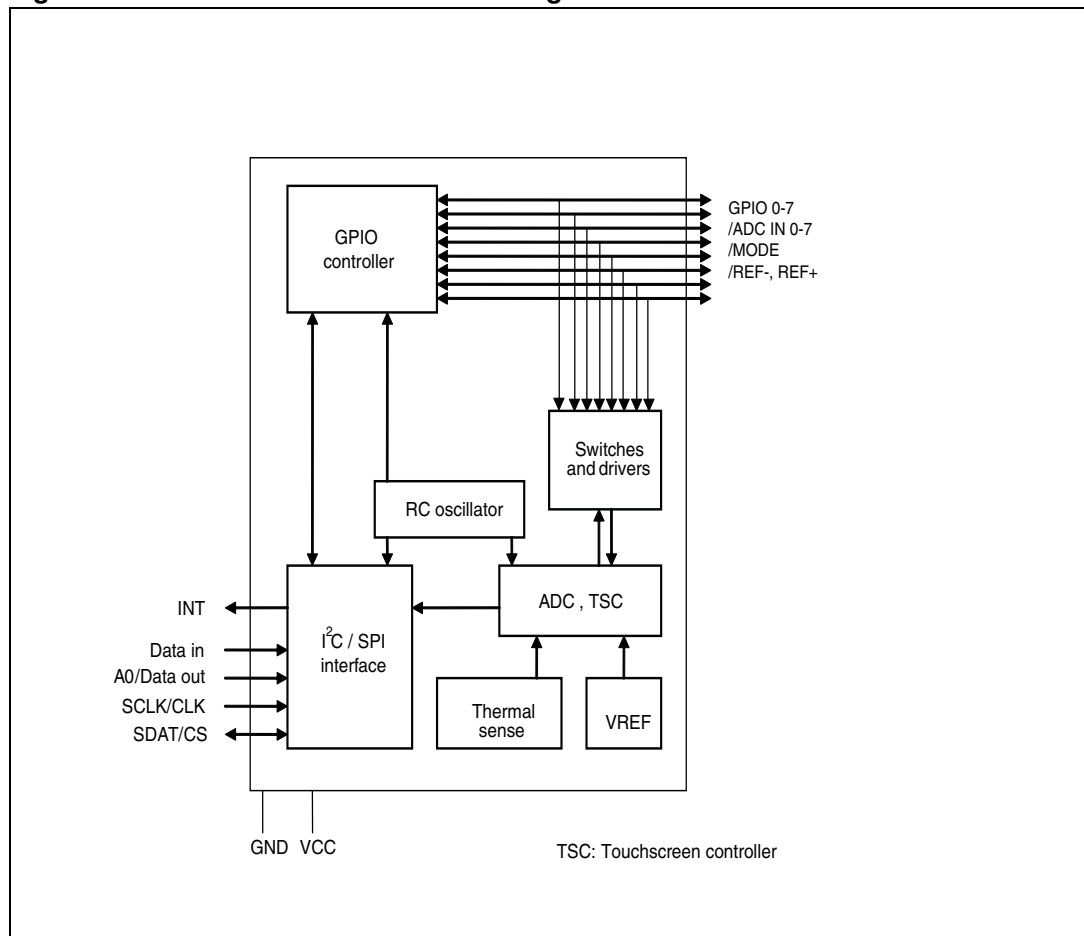 GPIO
controller
GPIO 0-7
/ADC IN 0-7
/MODE
/REF-, REF+
Switches
and drivers
RC oscillator
INT
Data in
A0/Data out
SCLK/CLK
SDAT/CS
I²C / SPI
interface
ADC , TSC
Thermal
sense
VREF
GND VCC
TSC: Touchscreen controller